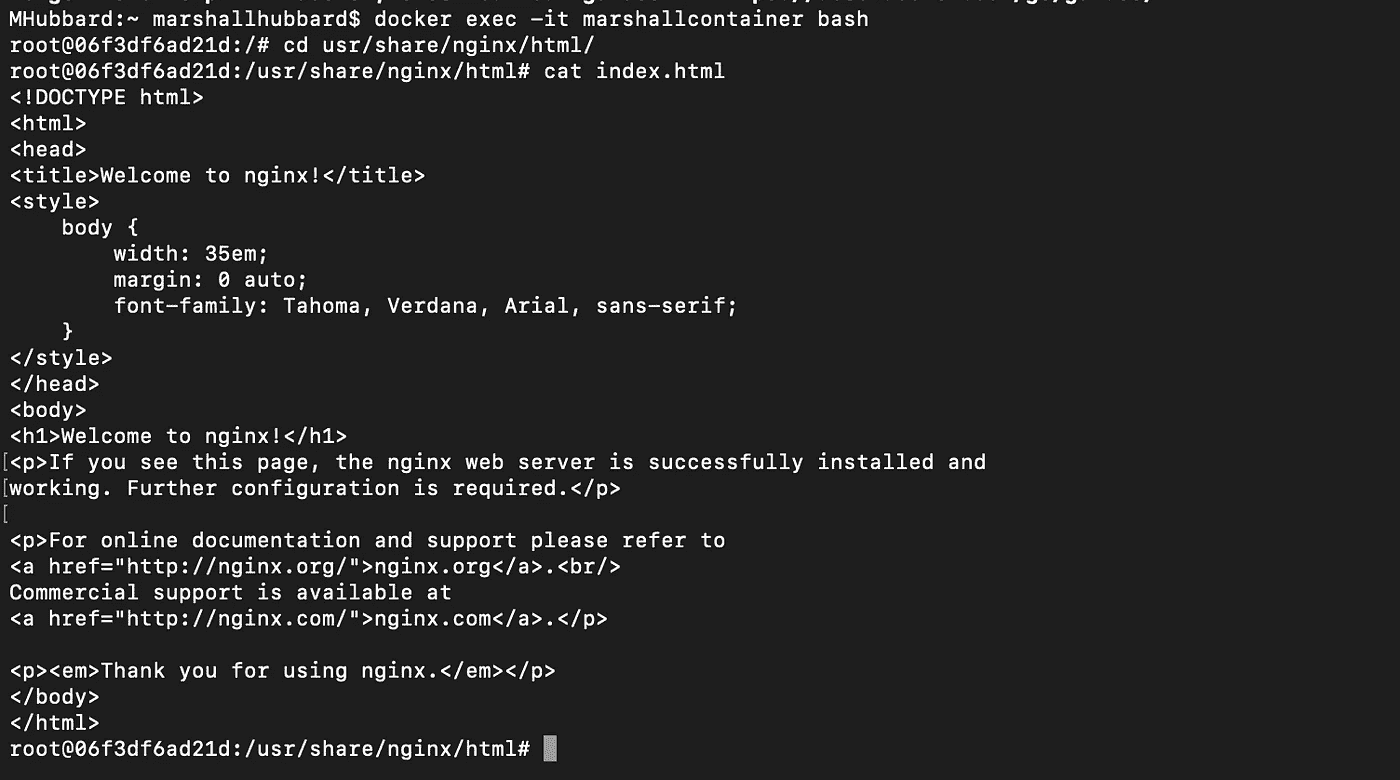 MHubbard:~ marshallhubbard$ docker exec -it marshallcontainer bash
root@06f3df6ad21d:/# cd usr/share/nginx/html/
root@06f3df6ad21d:/usr/share/nginx/html# cat index.html
<!DOCTYPE html>
<html>
<head>
<title>Welcome to nginx!</title>
<style>
    body {
        width: 35em;
        margin: 0 auto;
        font-family: Tahoma, Verdana, Arial, sans-serif;
    }
</style>
</head>
<body>
<h1>Welcome to nginx!</h1>
[<p>If you see this page, the nginx web server is successfully installed and
[working. Further configuration is required.</p>
[
<p>For online documentation and support please refer to
<a href="http://nginx.org/">nginx.org</a>.<br/>
Commercial support is available at
<a href="http://nginx.com/">nginx.com</a>.</p>

<p><em>Thank you for using nginx.</em></p>
</body>
</html>
root@06f3df6ad21d:/usr/share/nginx/html#